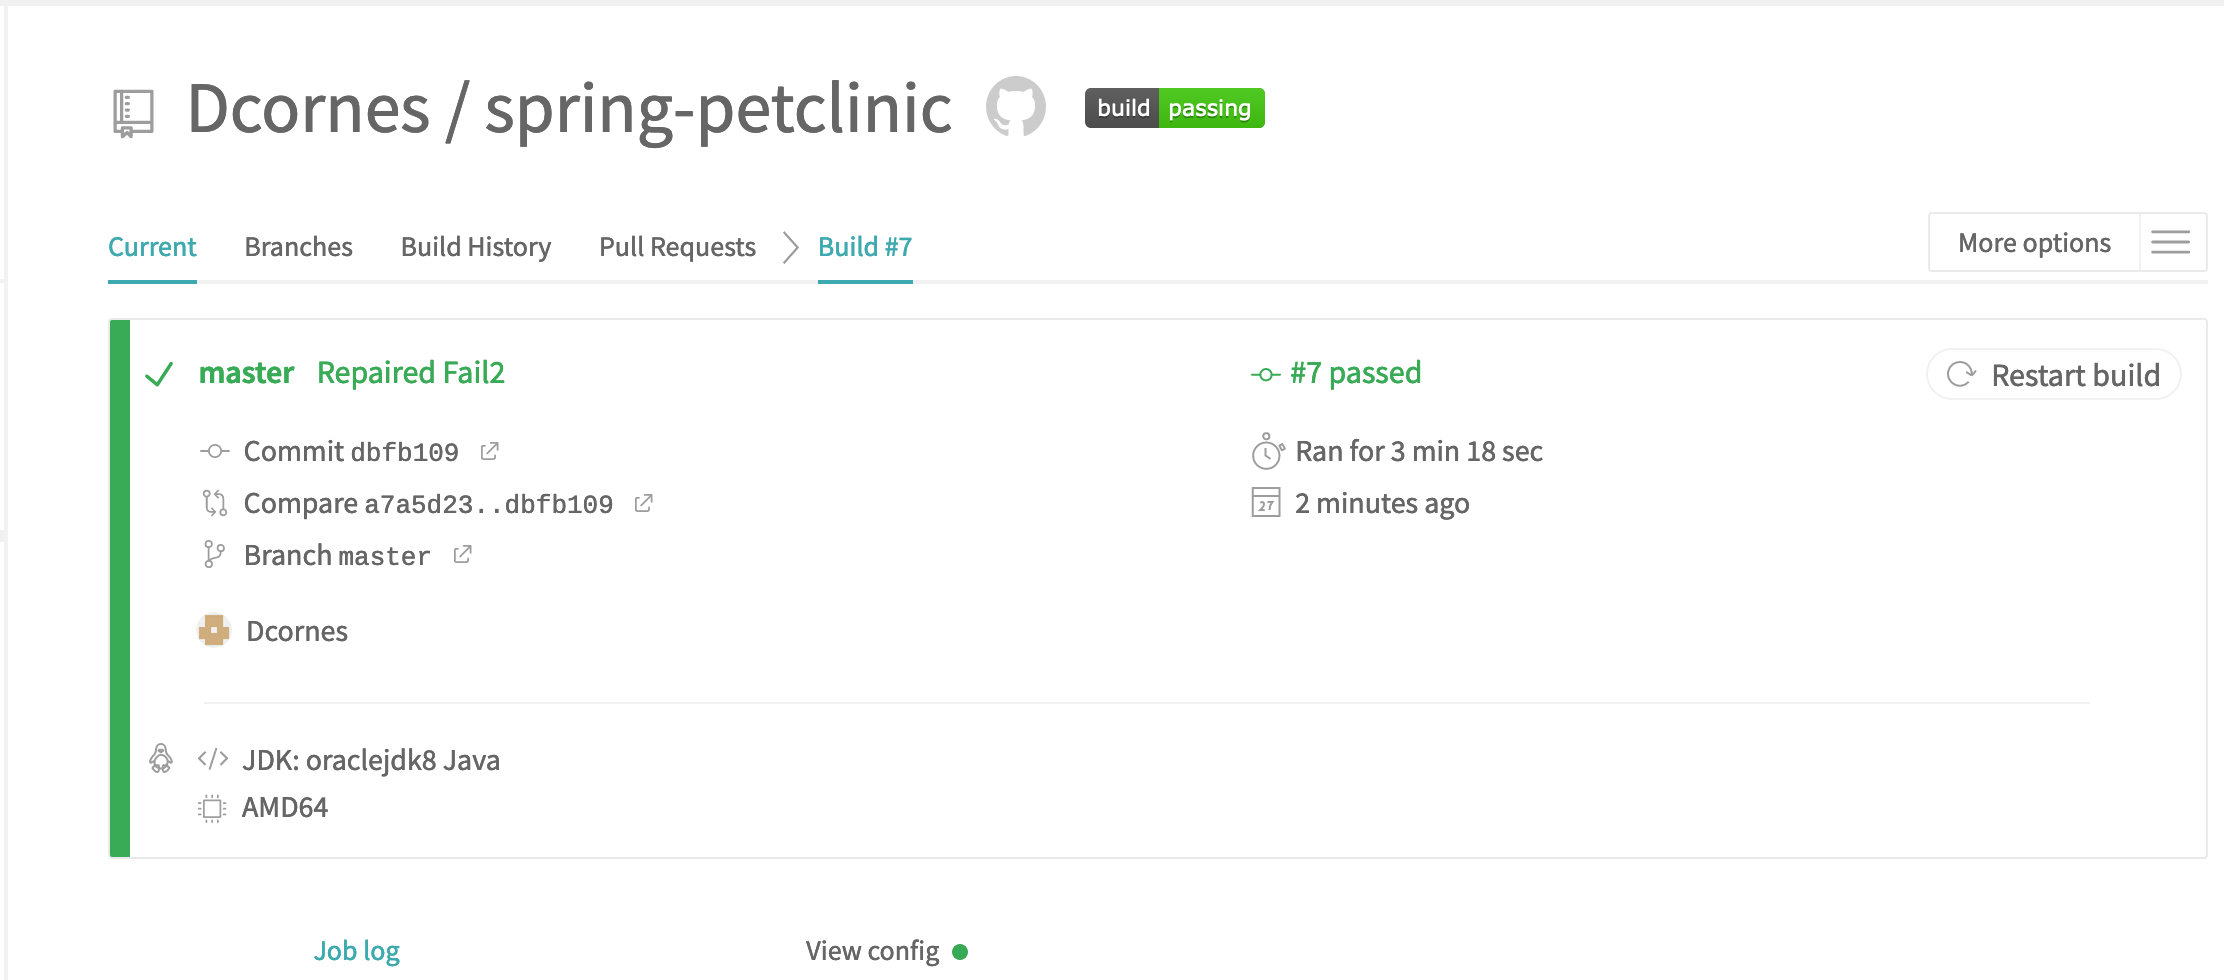 Dcornes / spring-petclinic build passing
Current Branches Build History Pull Requests Build #7 More options
master Repaired Fail2
Commit dbfb109
Compare a7a5d23..dbfb109
Branch master
Dcornes
#7 passed
Ran for 3 min 18 sec
27 2 minutes ago
Restart build
</> JDK: oraclejdk8 Java
AMD64
Job log View config